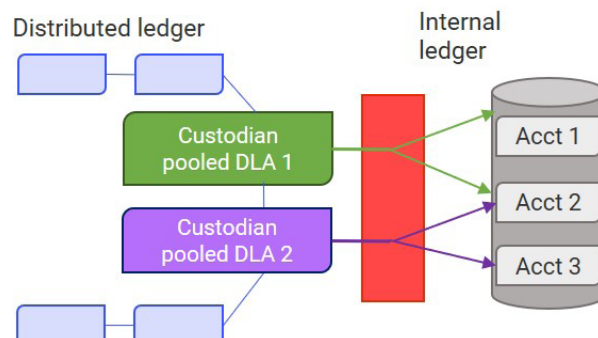 Distributed ledger
Internal
ledger
Custodian
pooled DLA 1
Custodian
pooled DLA 2
Acct 1
Acct 2
Acct 3